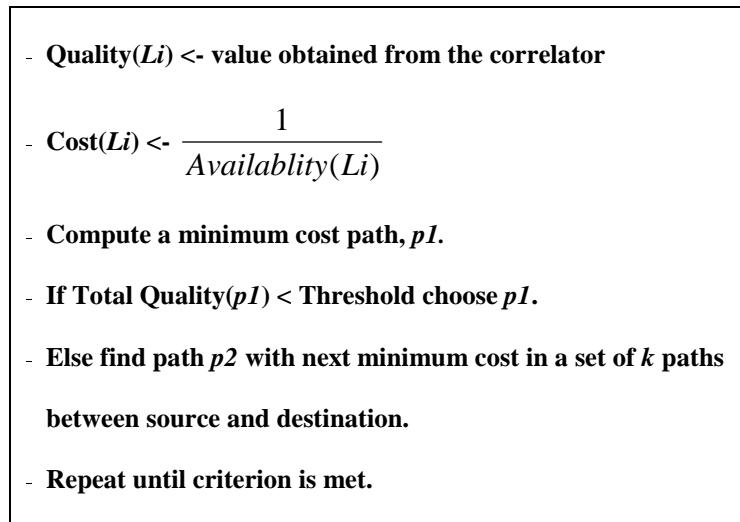 - Quality(Li) <- value obtained from the correlator
- Cost(Li) <- 1
Availablity(Li)
- Compute a minimum cost path, p1.
- If Total Quality(p1) < Threshold choose p1.
- Else find path p2 with next minimum cost in a set of k paths
between source and destination.
- Repeat until criterion is met.